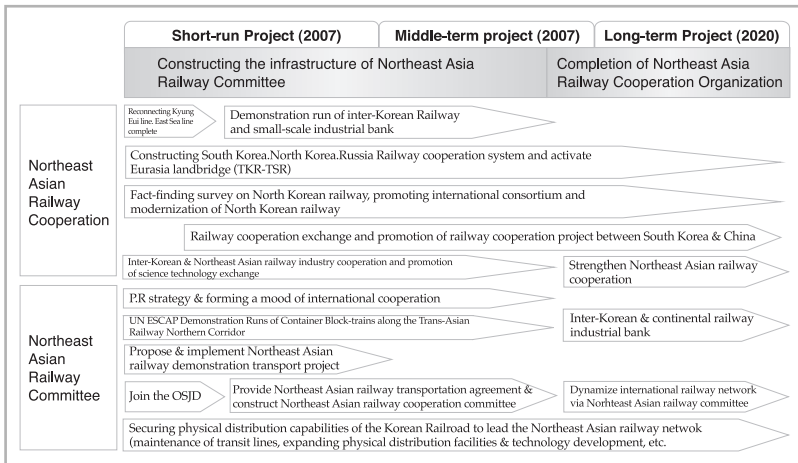 Short-run Project (2007)
Middle-term project (2007)
Long-term Project (2020)
Constructing the infrastructure of Northeast Asia
Railway Committee
Completion of Northeast Asia
Railway Cooperation Organization
Northeast
Asian
Railway
Cooperation
Reconnecting Kyung
Eui line. East Sea line
complete
Demonstration run of inter-Korean Railway
and small-scale industrial bank
Constructing South Korea.North Korea.Russia Railway cooperation system and activate
Eurasia landbridge (TKR-TSR)
Fact-finding survey on North Korean railway, promoting international consortium and
modernization of North Korean railway
Railway cooperation exchange and promotion of railway cooperation project between South Korea & China
Inter-Korean & Northeast Asian railway industry cooperation and promotion
of science technology exchange
Strengthen Northeast Asian railway
cooperation
Northeast
Asian
Railway
Committee
P.R strategy & forming a mood of international cooperation
UN ESCAP Demonstration Runs of Container Block-trains along the Trans-Asian
Railway Northern Corridor
Inter-Korean & continental railway
industrial bank
Propose & implement Northeast Asian
railway demonstration transport project
Join the OSJD
Provide Northeast Asian railway transportation agreement &
construct Northeast Asian railway cooperation committee
Dynamize international railway network
via Norhteast Asian railway committee
Securing physical distribution capabilities of the Korean Railroad to lead the Northeast Asian railway netwok
(maintenance of transit lines, expanding physical distribution facilities & technology development, etc.